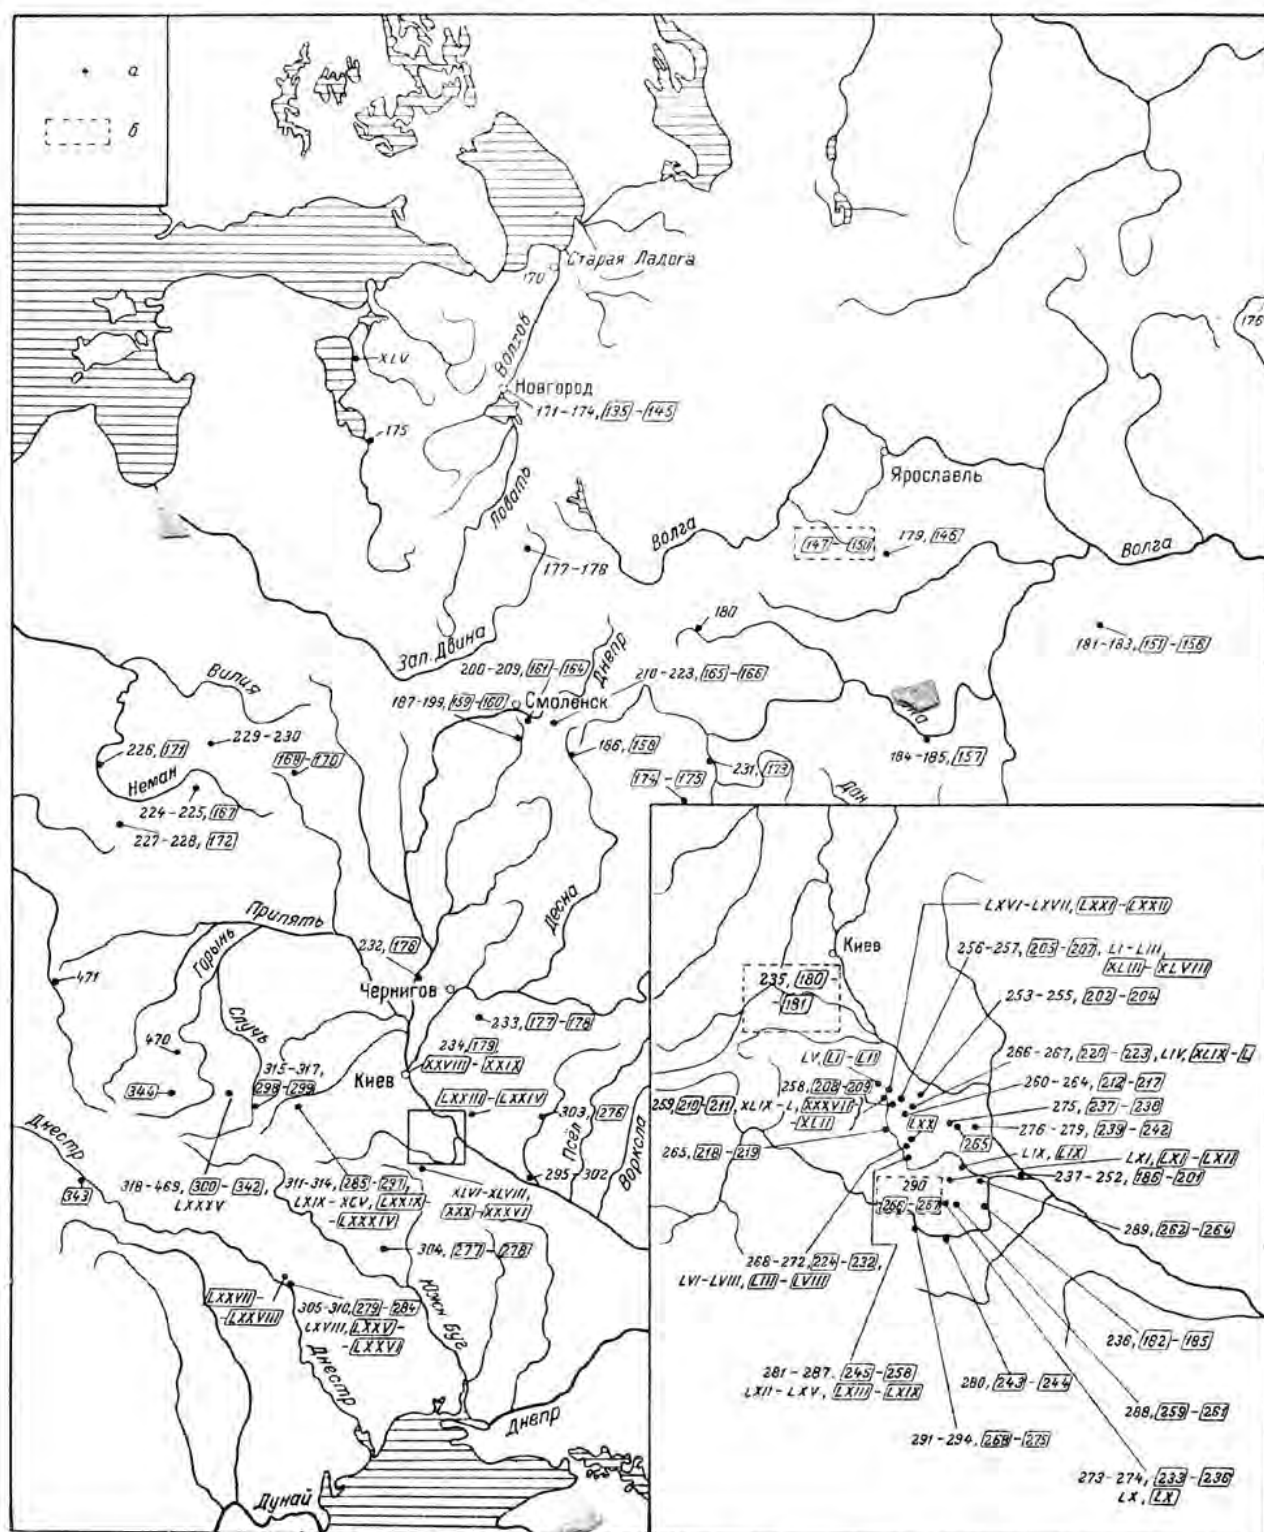 а
б
Старая Ладога
170
Волхов
176
XLV
Новгород
171-174, 135-145
175
Ярославль
Ловать
Волга
147-150
179, 146
Волга
177-178
180
181-183, 151-156
Зап. Двина
Днепр
200-209, 161-164
210-223, 165-166
Вилия
187-199, 159-160
Смоленск
229-230
226, 171
169-170
186, 158
184-185, 157
231, 173
Неман
174-175
Дон
224-225, 167
227-228, 172
Десна
Припять
Горынь
232, 176
471
Чернигов
Случь
233, 177-178
470
234, 179
XXVIII-XXIX
315-317,
298-299
Киев
344
LXXIII-LXXIV
303, 276
Псёл
Ворскла
Днестр
343
318-469, 300-342,
LXXXV
311-314, 285-297
LXIX-XLV, LXXIX-
-LXXXIV
295-302
XLVI-XLVIII,
XXX-XXXVI
304, 277-278
LXXVII-
-LXXVIII
305-310, 279-284
LXVIII, LXXV-
-LXXVI
Южн Буг
Днестр
Днепр
Дунай
LXVI-LXVII, LXXI-LXXII
Киев
256-257, 205-207, LI-LIII,
XLIII-XLVIII
235, 180-
-181
253-255, 202-204
LV, LI-LII
266-267, 220-223, LIV, XLIX-L
258, 208-209
260-264, 212-217
259, 210-211, XLIX-L, XXXVII-
-XLII
275, 237-238
LXX
276-279, 239-242
265
265, 218-219
LIX, LIX
LXI, LXI-LXII
237-252, 186-201
290
266-267
289, 262-264
268-272, 224-232,
LVI-LVIII, LIII-LVIII
236, 182-185
281-287. 245-258
LXII-LXV, LXIII-LXIX
280, 243-244
288, 259-261
291-294, 268-275
273-274, 233-236
LX, LX